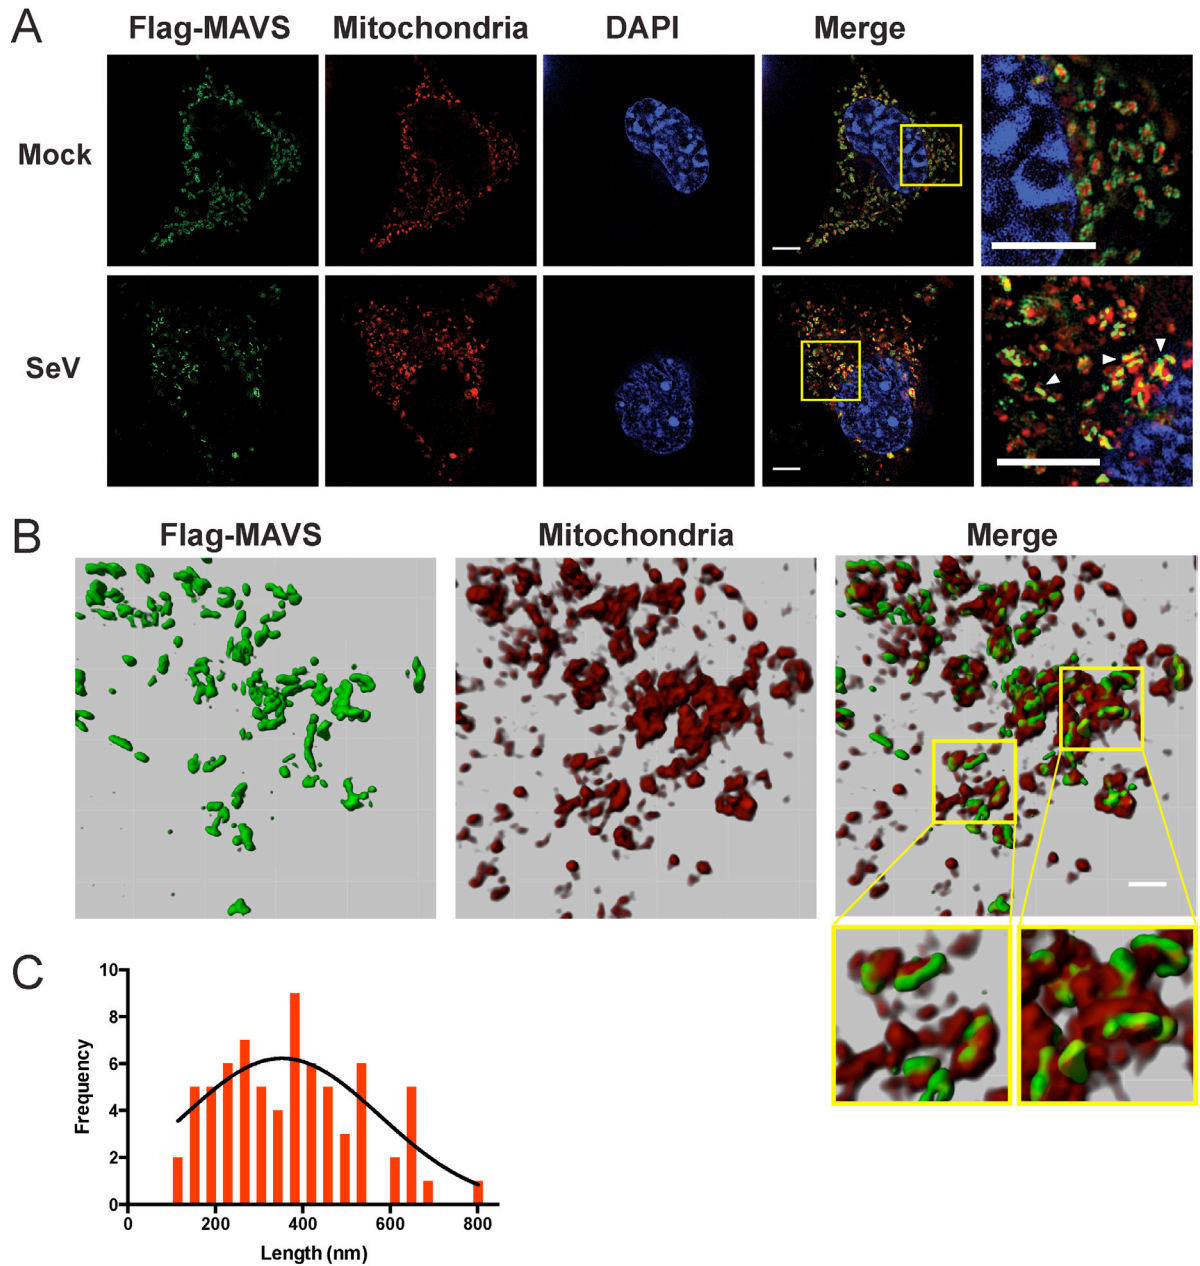 A
Flag-MAVS Mitochondria DAPI Merge
Mock
SeV
B
Flag-MAVS Mitochondria Merge
C
10
8
6
4
2
0
Frequency
0 200 400 600 800
Length (nm)